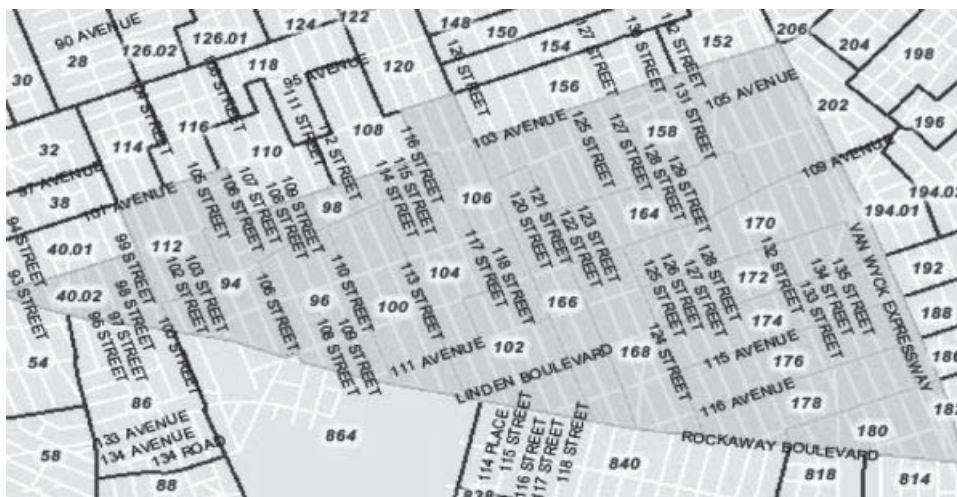 90 AVENUE
30
28
126.02
126.01
124
122
118
120
148
150
154
156
152
206
204
198
202
196
95 AVENUE
111 STREET
108
116
114
110
32
97 AVENUE
38
101 AVENUE
103 AVENUE
105 AVENUE
109 AVENUE
127 STREET
131 STREET
125 STREET
127 STREET
128 STREET
129 STREET
158
116 STREET
115 STREET
114 STREET
105 STREET
106 STREET
107 STREET
108 STREET
109 STREET
98
106
164
170
194.01
VAN WYCK EXPRESSWAY
94 STREET
93 STREET
40.01
40.02
112
99 STREET
98 STREET
97 STREET
96 STREET
103 STREET
102 STREET
100 STREET
94
106 STREET
96
110 STREET
109 STREET
108 STREET
100
113 STREET
104
117 STREET
118 STREET
120 STREET
121 STREET
122 STREET
123 STREET
166
125 STREET
126 STREET
127 STREET
128 STREET
124 STREET
172
132 STREET
133 STREET
134 STREET
135 STREET
174
192
188
186
54
111 AVENUE
102
LINDEN BOULEVARD
168
115 AVENUE
176
116 AVENUE
178
180
86
133 AVENUE
134 AVENUE
134 ROAD
58
88
864
114 PLACE
115 STREET
116 STREET
117 STREET
118 STREET
840
ROCKAWAY BOULEVARD
818
814